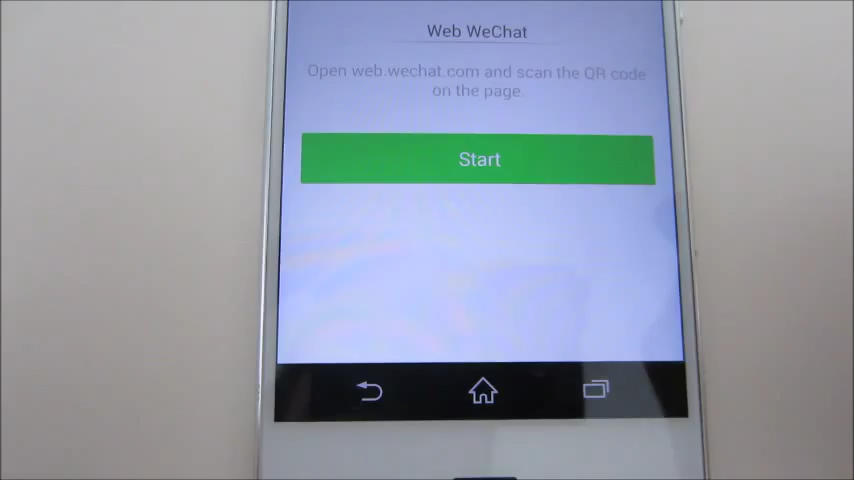 Web WeChat
Open web.wechat.com and scan the QR code
on the page.
Start